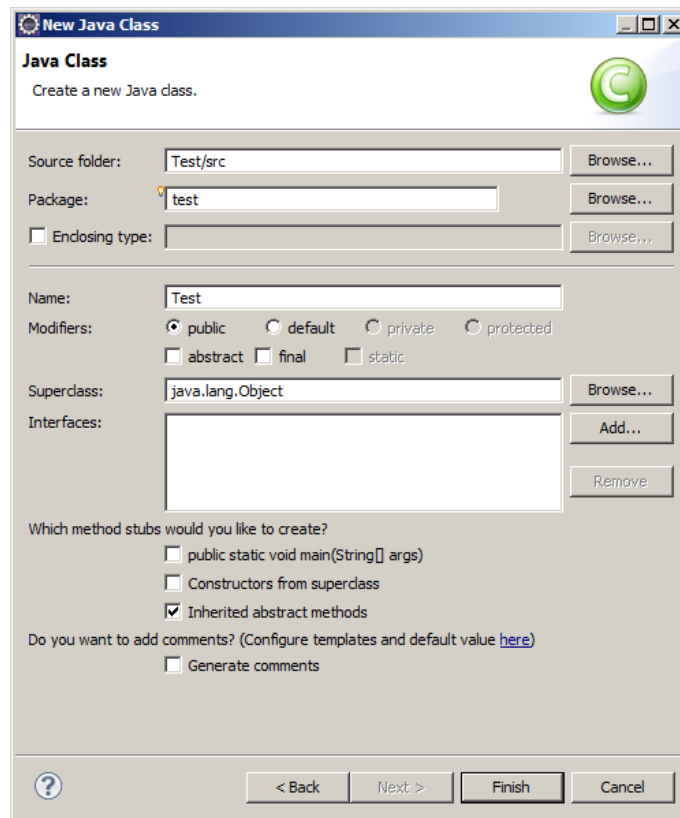 New Java Class
Java Class
Create a new Java class.
C
Source folder: Test/src Browse...
Package: test Browse...
Enclosing type: Browse...
Name: Test
Modifiers: public default private protected
abstract final static
Superclass: java.lang.Object Browse...
Interfaces: Add...
Remove
Which method stubs would you like to create?
public static void main(String[] args)
Constructors from superclass
Inherited abstract methods
Do you want to add comments? (Configure templates and default value here)
Generate comments
? < Back Next > Finish Cancel